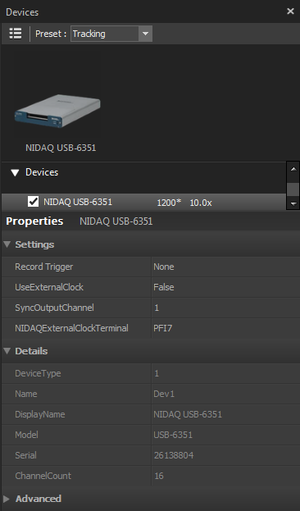 Devices
Preset : Tracking
NIDAQ USB-6351
Devices
NIDAQ USB-6351 1200* 10.0x
Properties NIDAQ USB-6351
Settings
Record Trigger None
UseExternalClock False
SyncOutputChannel 1
NIDAQExternalClockTerminal PFI7
Details
DeviceType 1
Name Dev1
DisplayName NIDAQ USB-6351
Model USB-6351
Serial 26138804
ChannelCount 16
Advanced